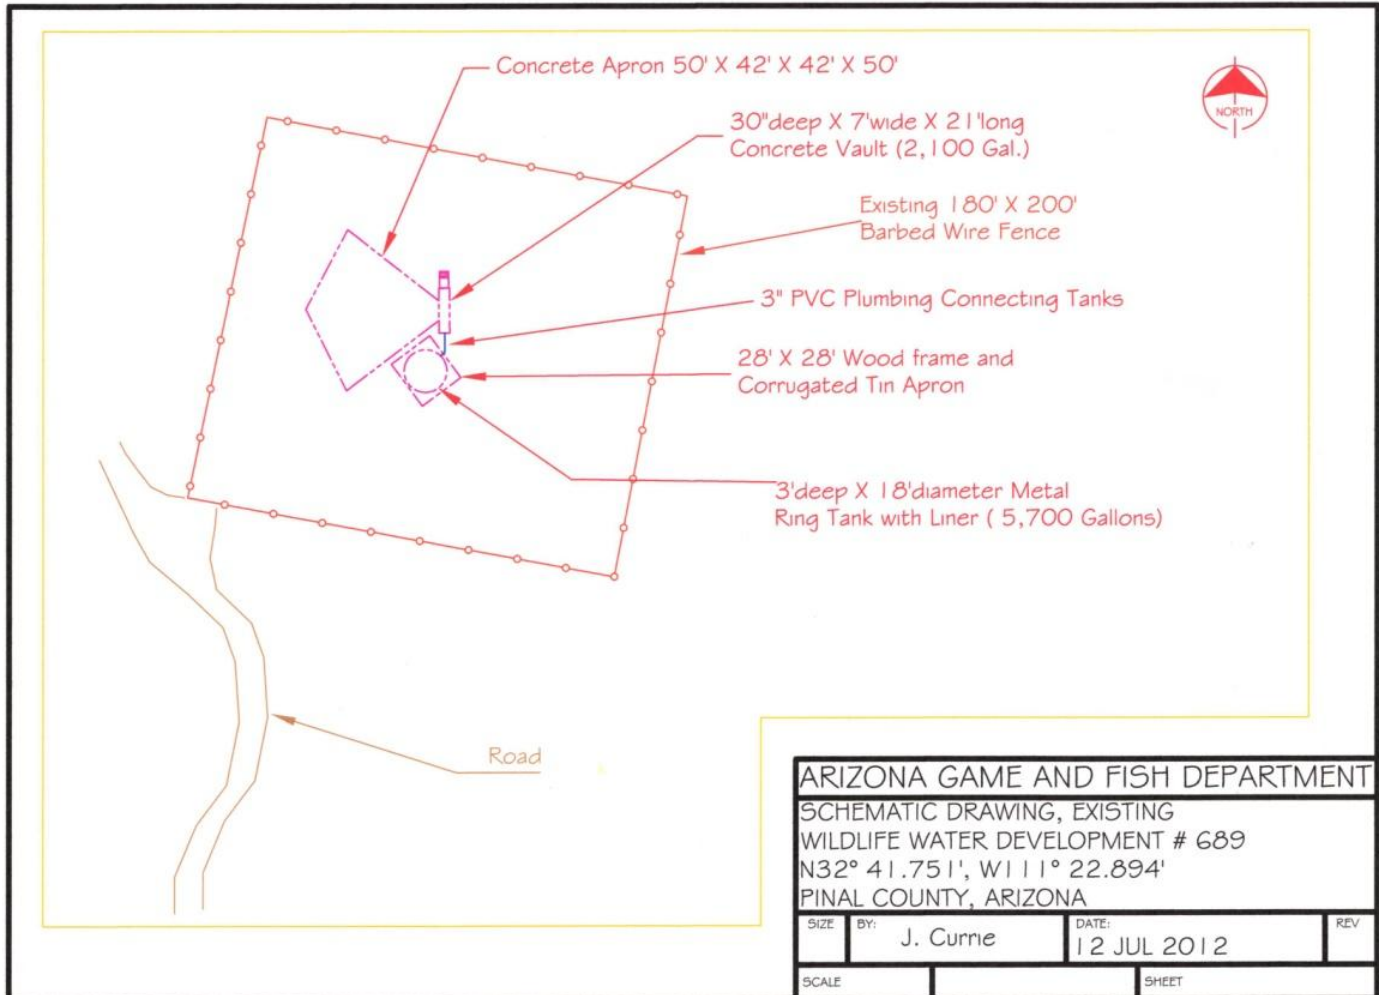 Concrete Apron 50' X 42' X 42' X 50'
NORTH
30"deep X 7'wide X 21'long
Concrete Vault (2,100 Gal.)
Existing 180' X 200'
Barbed Wire Fence
3" PVC Plumbing Connecting Tanks
28' X 28' Wood frame and
Corrugated Tin Apron
3'deep X 18'diameter Metal
Ring Tank with Liner ( 5,700 Gallons)
Road
ARIZONA GAME AND FISH DEPARTMENT
SCHEMATIC DRAWING, EXISTING
WILDLIFE WATER DEVELOPMENT # 689
N32° 41.751', W111° 22.894'
PINAL COUNTY, ARIZONA
SIZE
BY: J. Currie
DATE: 12 JUL 2012
REV
SCALE
SHEET